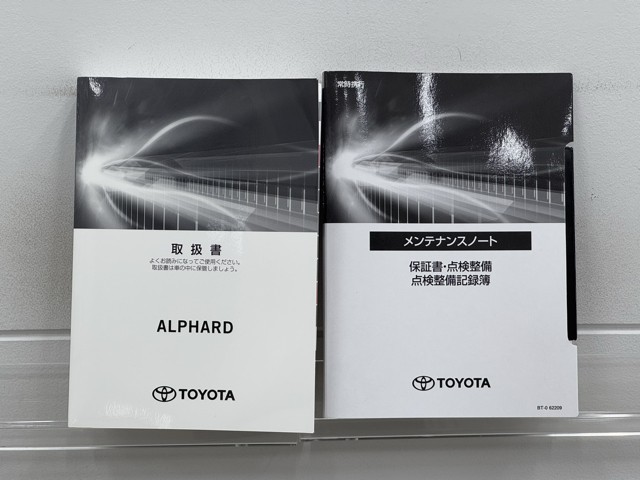 取扱書
よくお読みになってご使用ください。
取扱書は車の中に保管しましょう。
ALPHARD
TOYOTA
常時携行
メンテナンスノート
保証書・点検整備
点検整備記録簿
TOYOTA
BT-0 62209